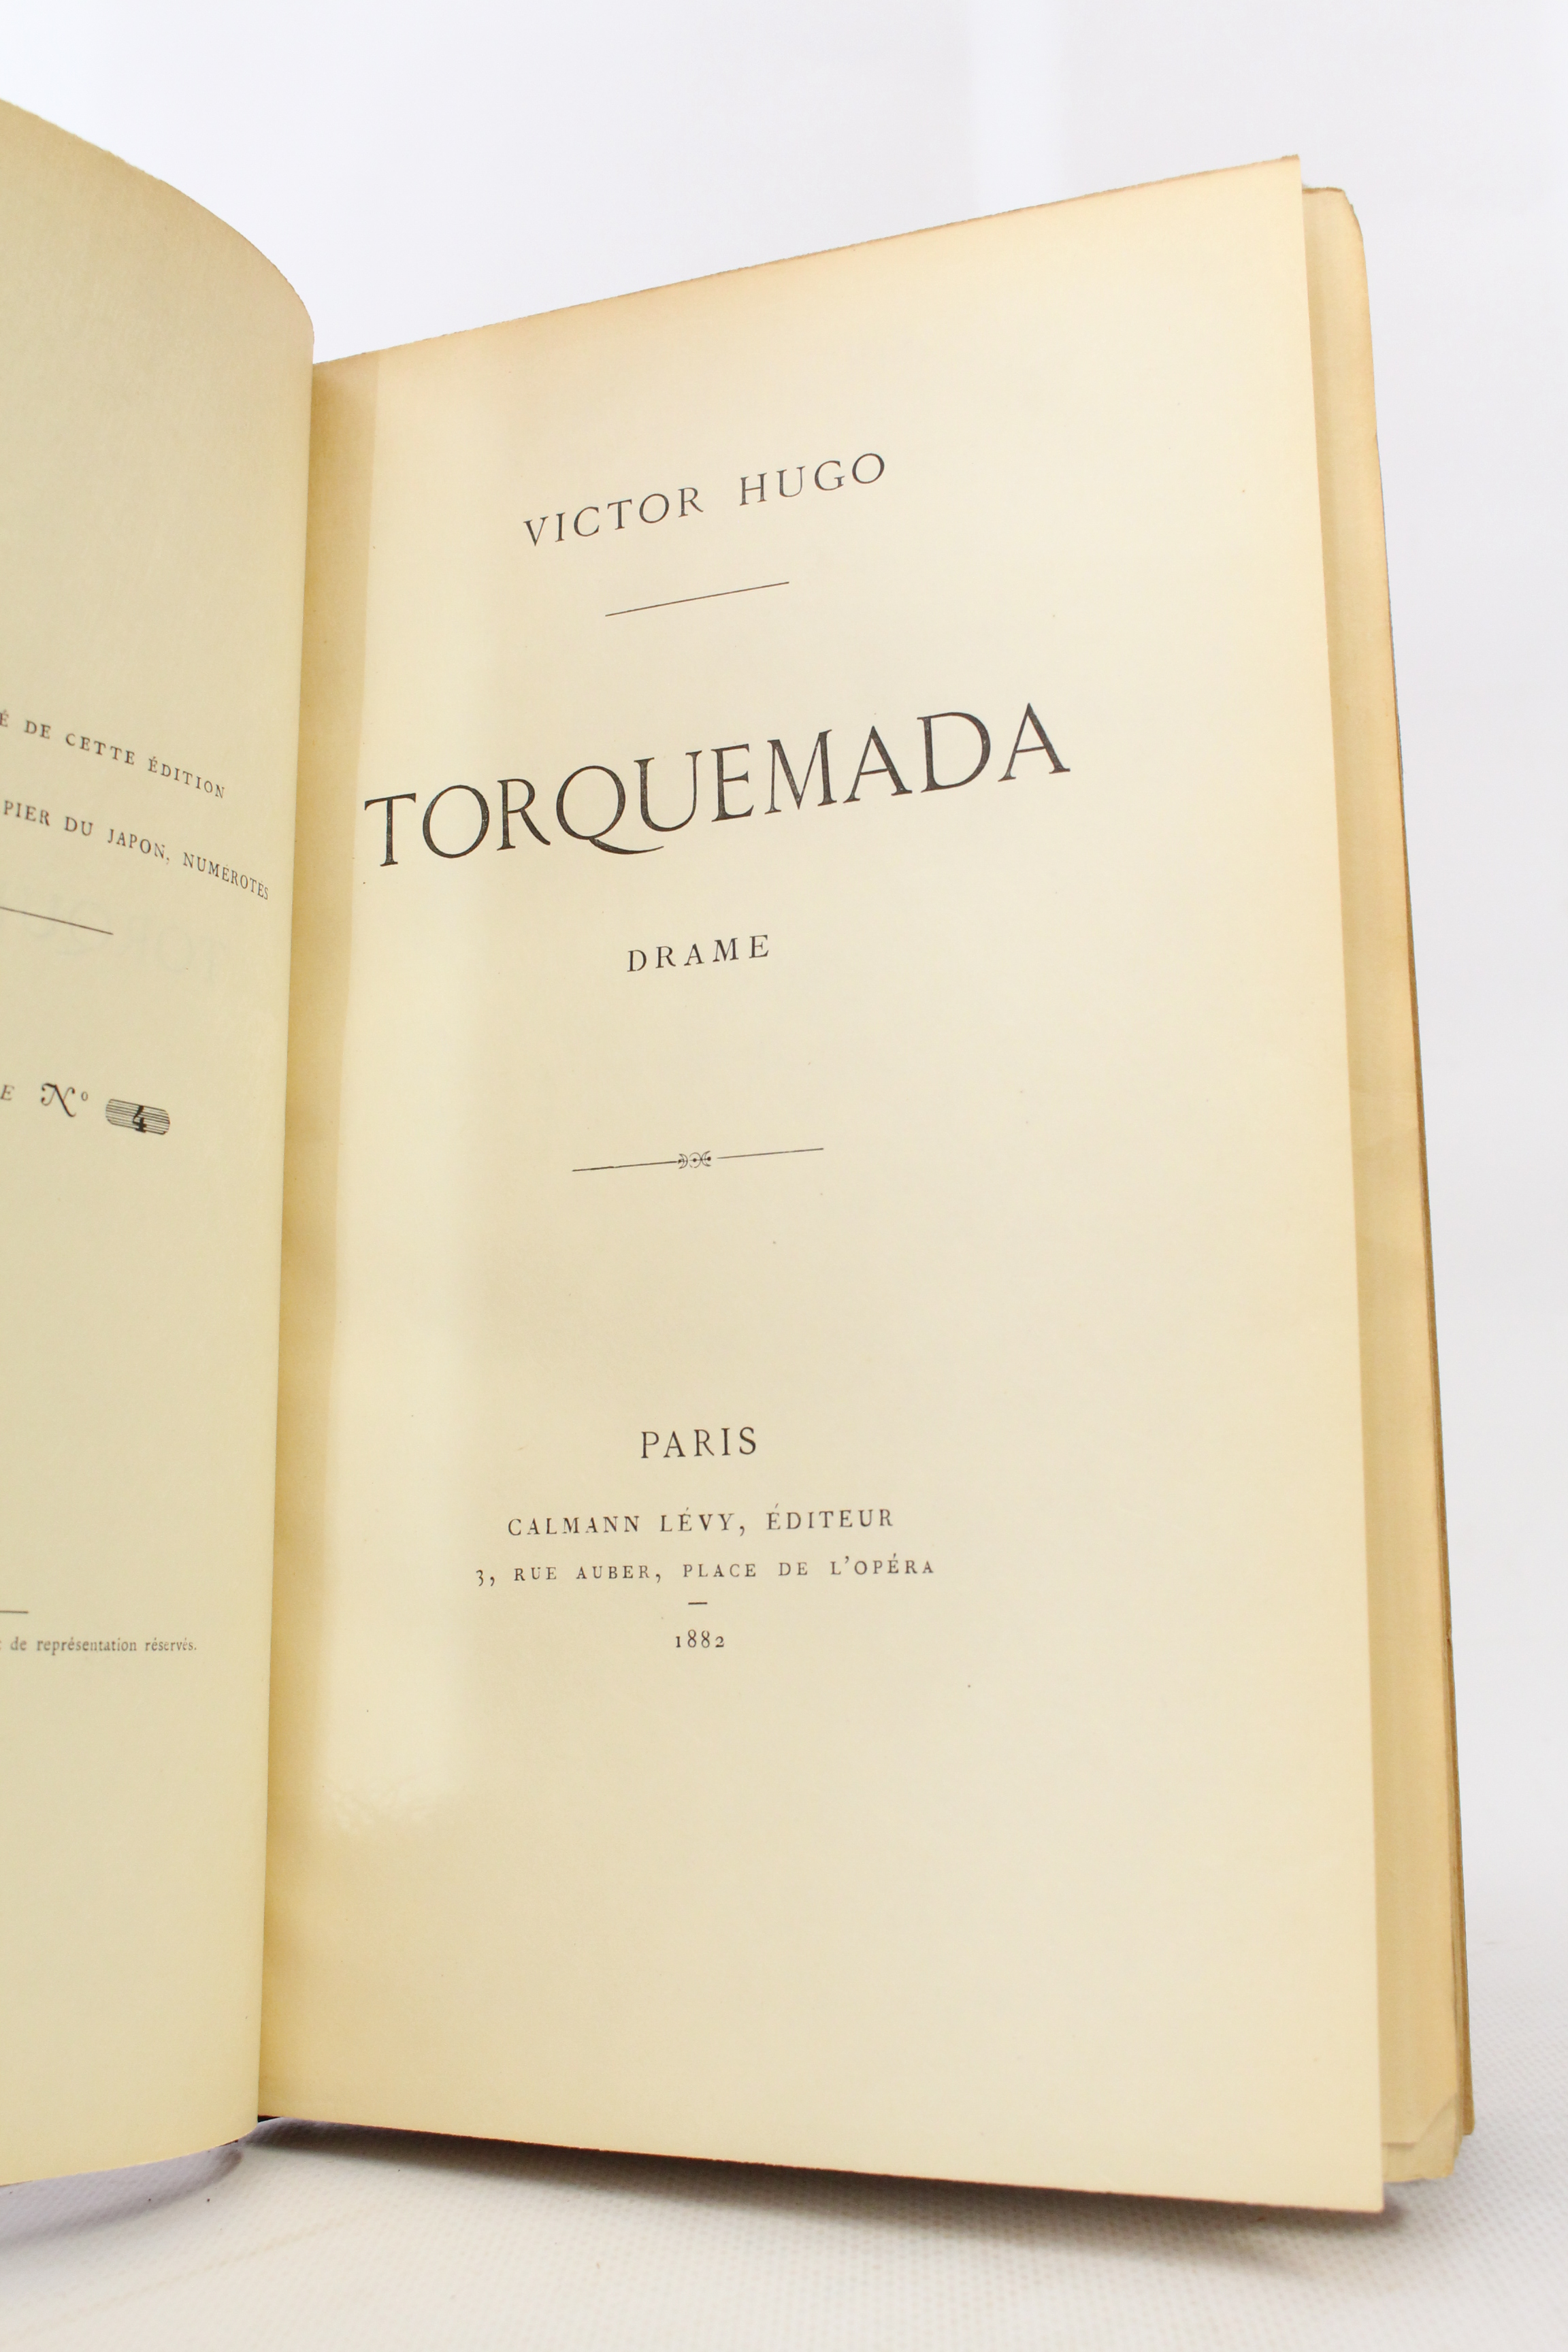 DE CETTE ÉDITION
DU JAPON, NUMÉROTÉS
Nº 4
de représentation réservés.
VICTOR HUGO
TORQUEMADA
DRAME
PARIS
CALMANN LÉVY, ÉDITEUR
3, RUE AUBER, PLACE DE L'OPÉRA
1882